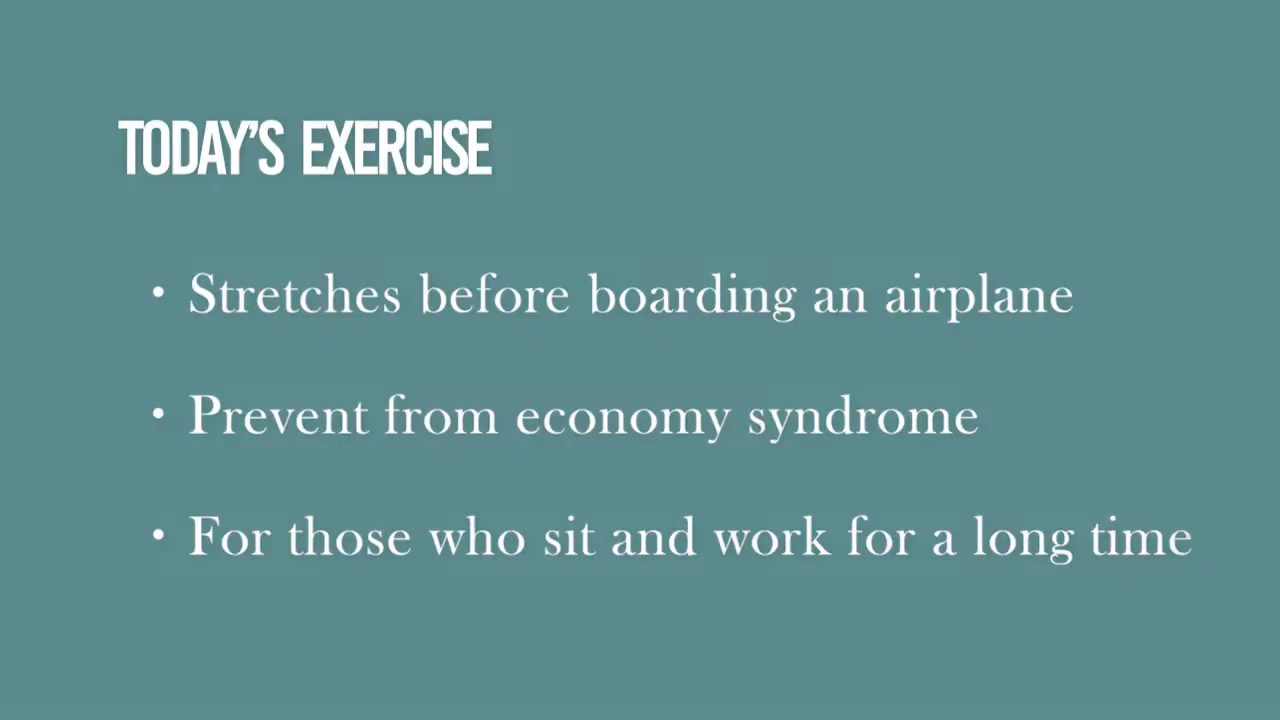 TODAY'S EXERCISE
• Stretches before boarding an airplane
• Prevent from economy syndrome
• For those who sit and work for a long time